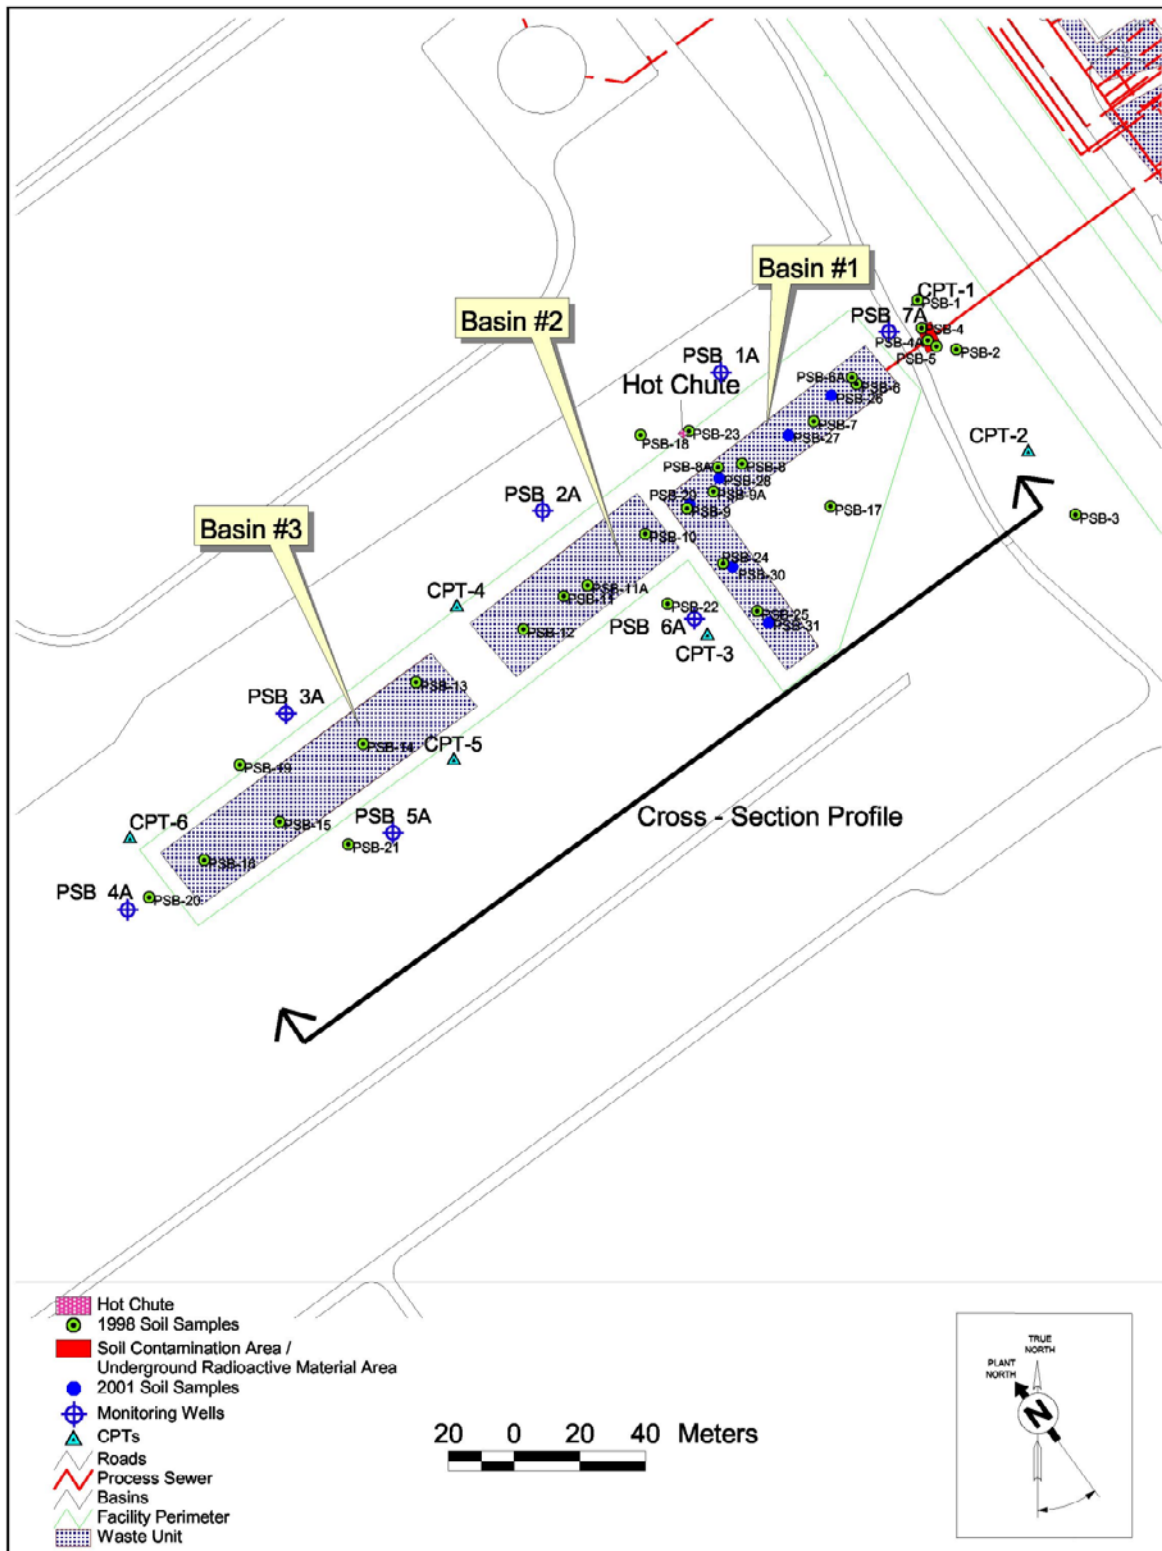 Basin #1
CPT-1
PSB-1
Basin #2
PSB 7A
PSB-4
PSB-4A
PSB-5
PSB-2
PSB 1A
Hot Chute
PSB-6A
PSB-6
PSB-26
PSB-7
CPT-2
PSB-23
PSB-18
PSB-27
PSB-8A
PSB-8
PSB-28
PSB 2A
PSB-9A
PSB-29
PSB-9
PSB-17
PSB-3
Basin #3
PSB-10
PSB-24
PSB-30
CPT-4
PSB-11A
PSB-11
PSB-22
PSB-25
PSB 6A
PSB-31
PSB-12
CPT-3
PSB-13
PSB 3A
PSB-14
CPT-5
PSB-19
PSB 5A
Cross - Section Profile
CPT-6
PSB-15
PSB-21
PSB-16
PSB 4A
PSB-20
Hot Chute
1998 Soil Samples
Soil Contamination Area /
Underground Radioactive Material Area
2001 Soil Samples
Monitoring Wells
CPTs
Roads
Process Sewer
Basins
Facility Perimeter
Waste Unit
20 0 20 40 Meters
TRUE
NORTH
PLANT
NORTH
N